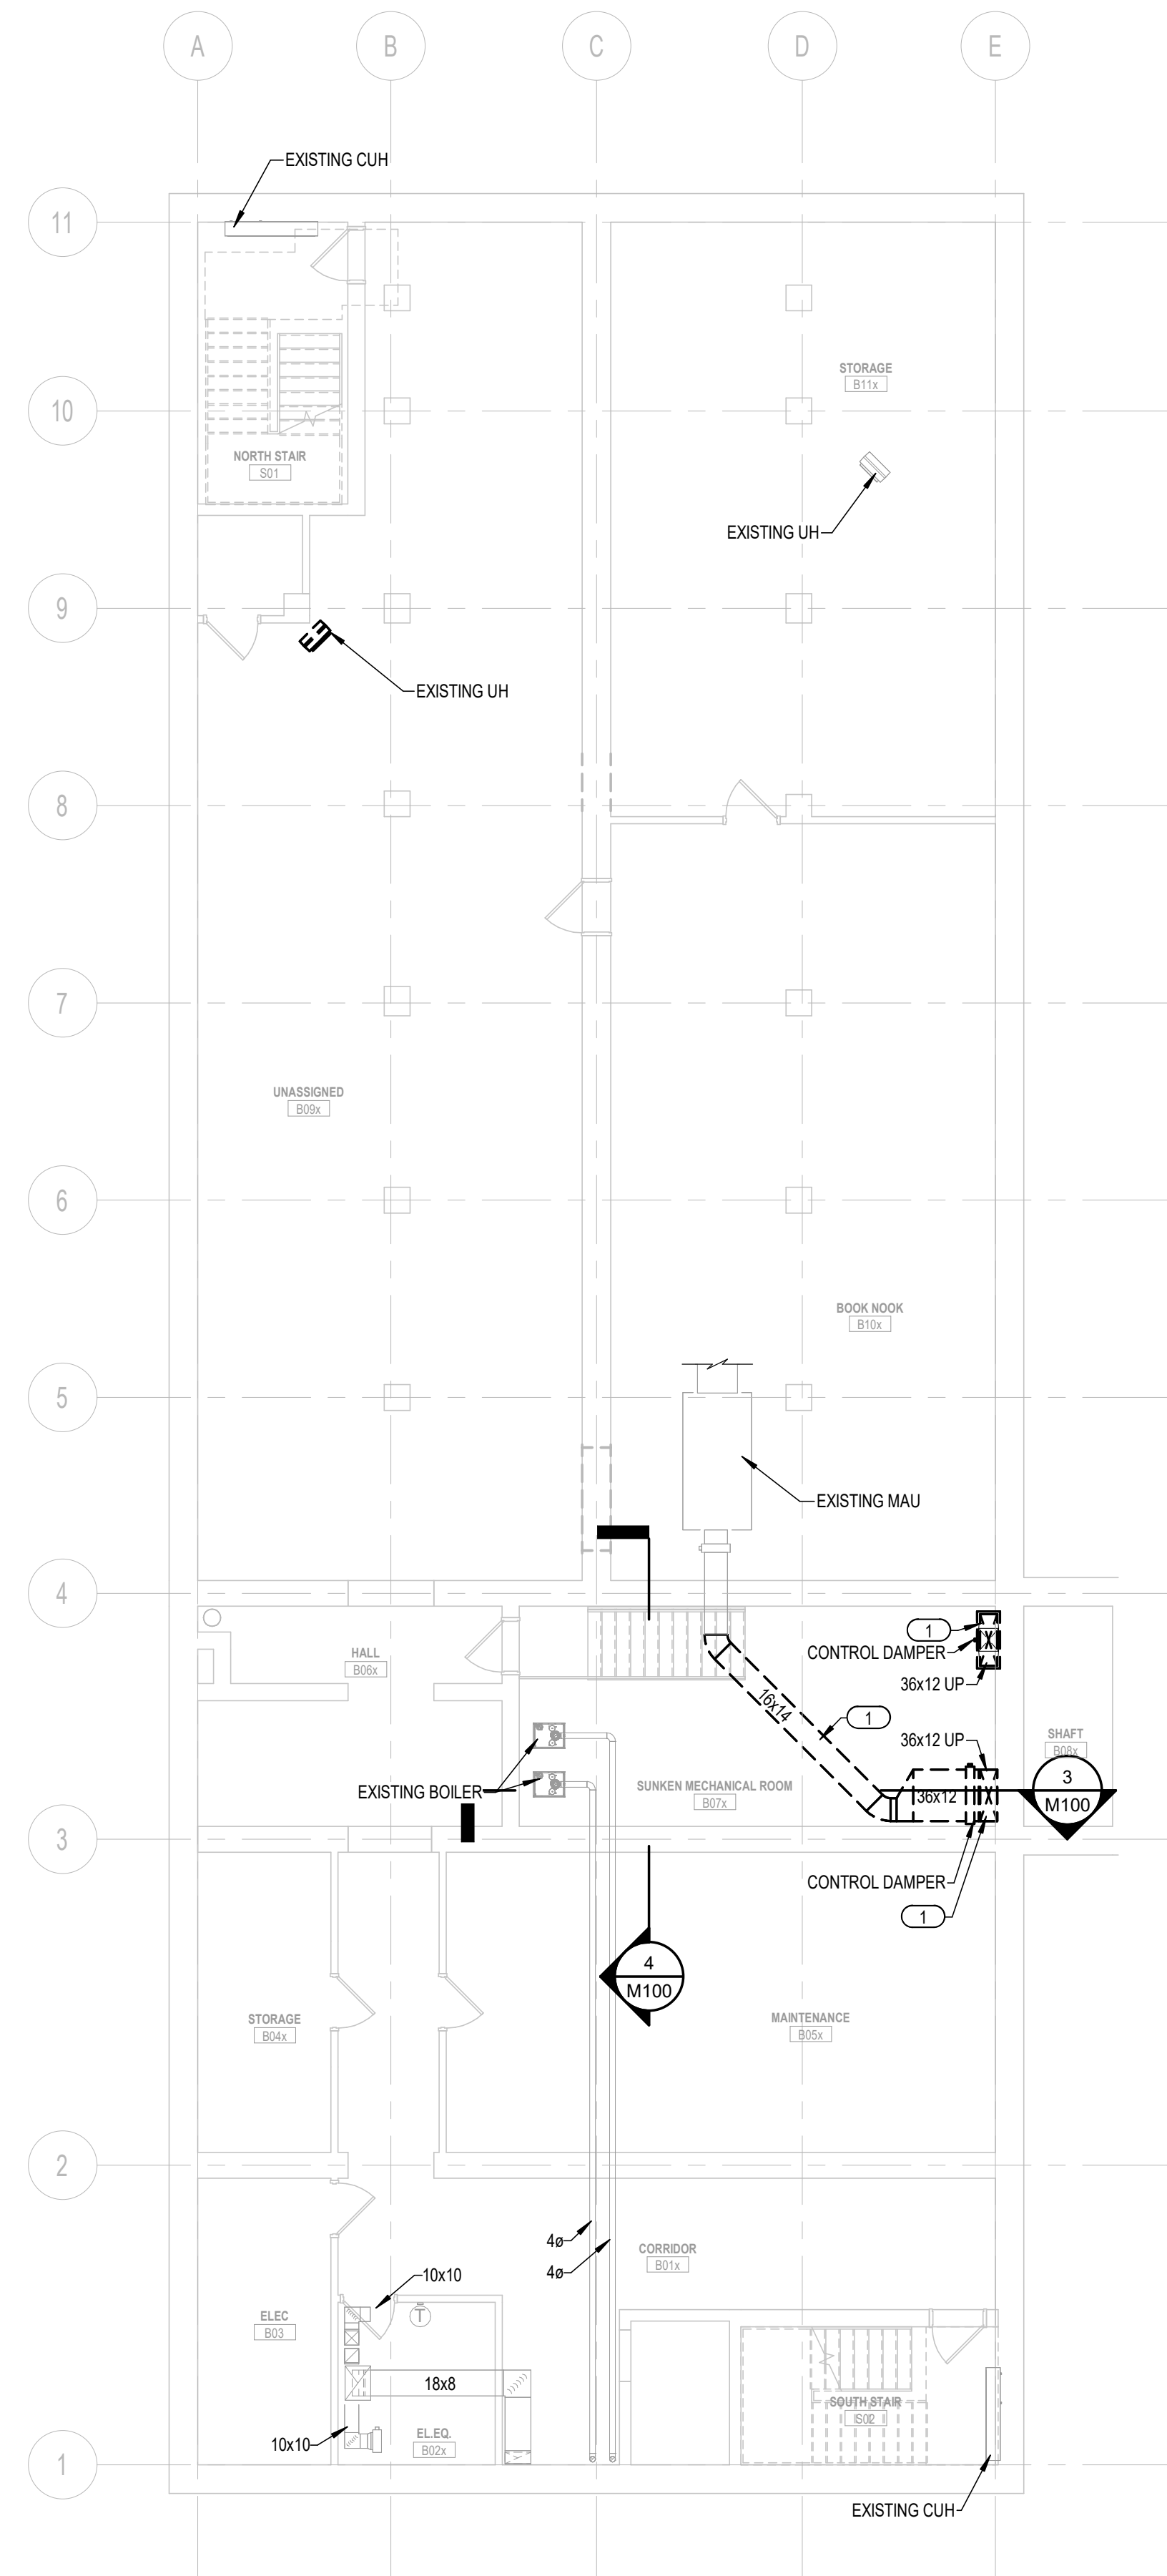 A
B
C
D
E
EXISTING CUH
11
STORAGE
B11x
10
NORTH STAIR
S01
EXISTING UH
9
EXISTING UH
8
7
UNASSIGNED
B09x
6
BOOK NOOK
B10x
5
EXISTING MAU
4
1
HALL
B06x
CONTROL DAMPER
36x12 UP
16x14
1
36x12 UP
SHAFT
B08x
EXISTING BOILER
SUNKEN MECHANICAL ROOM
B07x
36x12
3
M100
3
CONTROL DAMPER
1
4
M100
STORAGE
B04x
MAINTENANCE
B05x
2
4ø
CORRIDOR
B01x
4ø
10x10
ELEC
B03
T
18x8
SOUTH STAIR
S02
EL.EQ.
B02x
10x10
1
EXISTING CUH